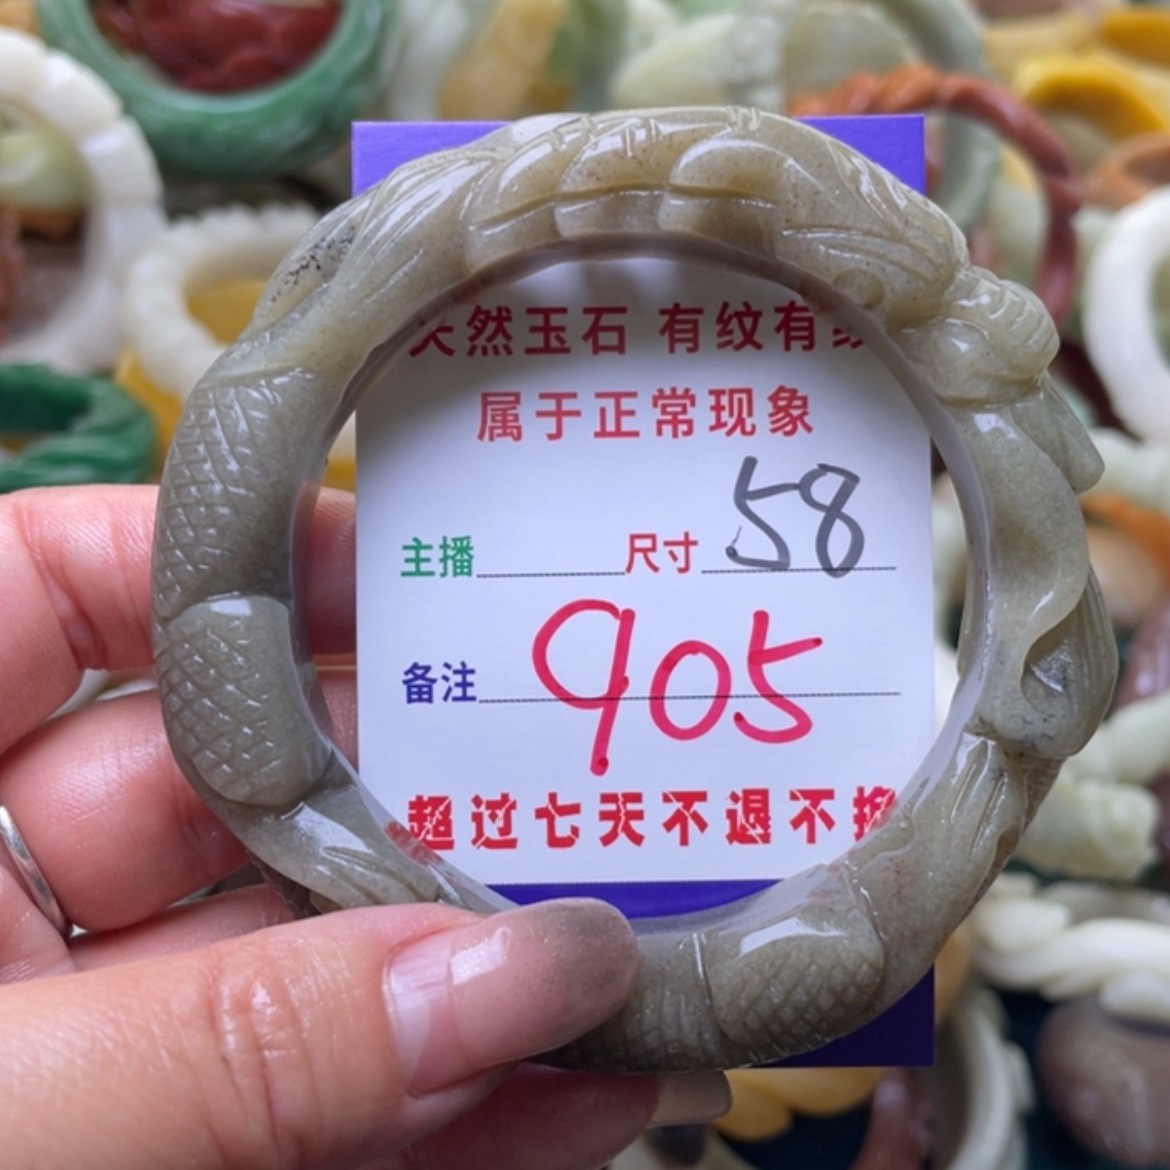 天然玉石 有纹有
属于正常现象
主播 尺寸 58
备注 905
超过七天不退不换